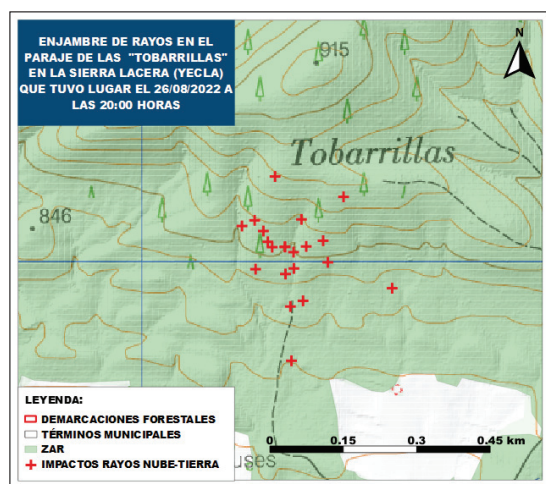 ENJAMBRE DE RAYOS EN EL
PARAJE DE LAS "TOBARRILLAS"
EN LA SIERRA LACERA (YECLA)
QUE TUVO LUGAR EL 26/08/2022 A
LAS 20:00 HORAS
915
N
Tobarrillas
846
LEYENDA:
DEMARCACIONES FORESTALES
TÉRMINOS MUNICIPALES
ZAR
IMPACTOS RAYOS NUBE-TIERRA
0 0.15 0.3 0.45 km